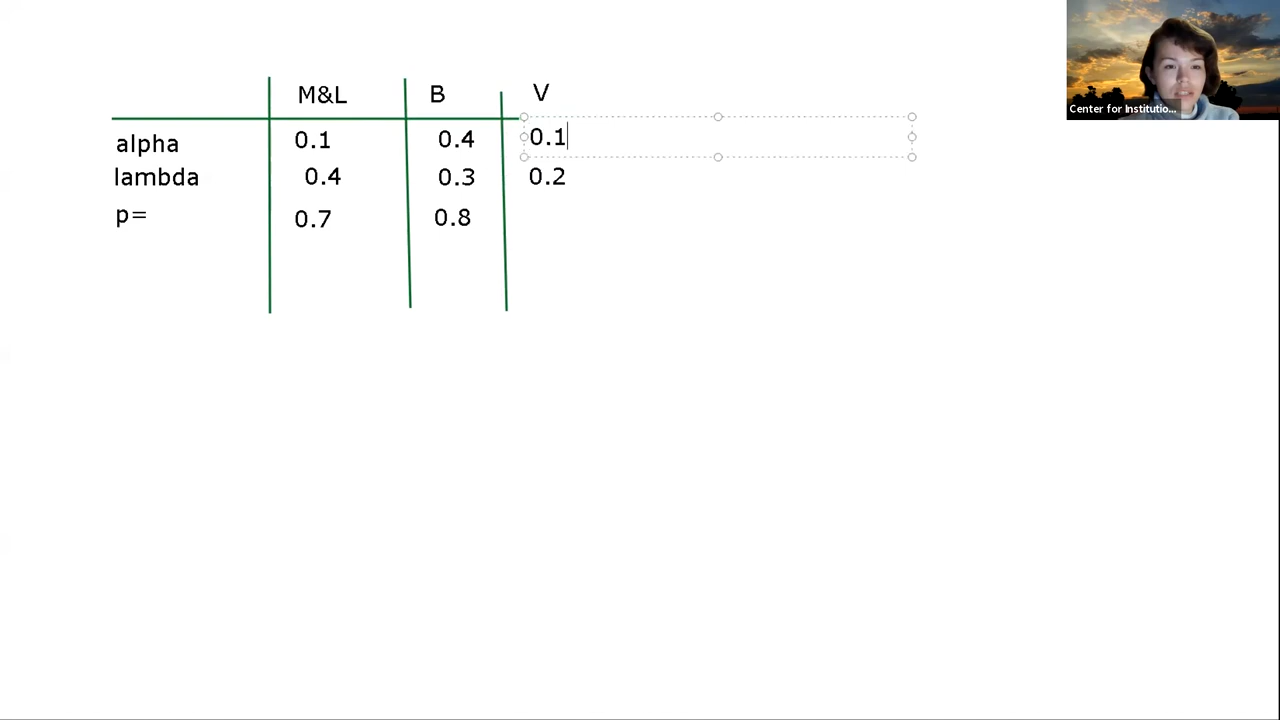 M&L B V
alpha 0.1 0.4 0.1
lambda 0.4 0.3 0.2
p= 0.7 0.8
Center for Institutio...